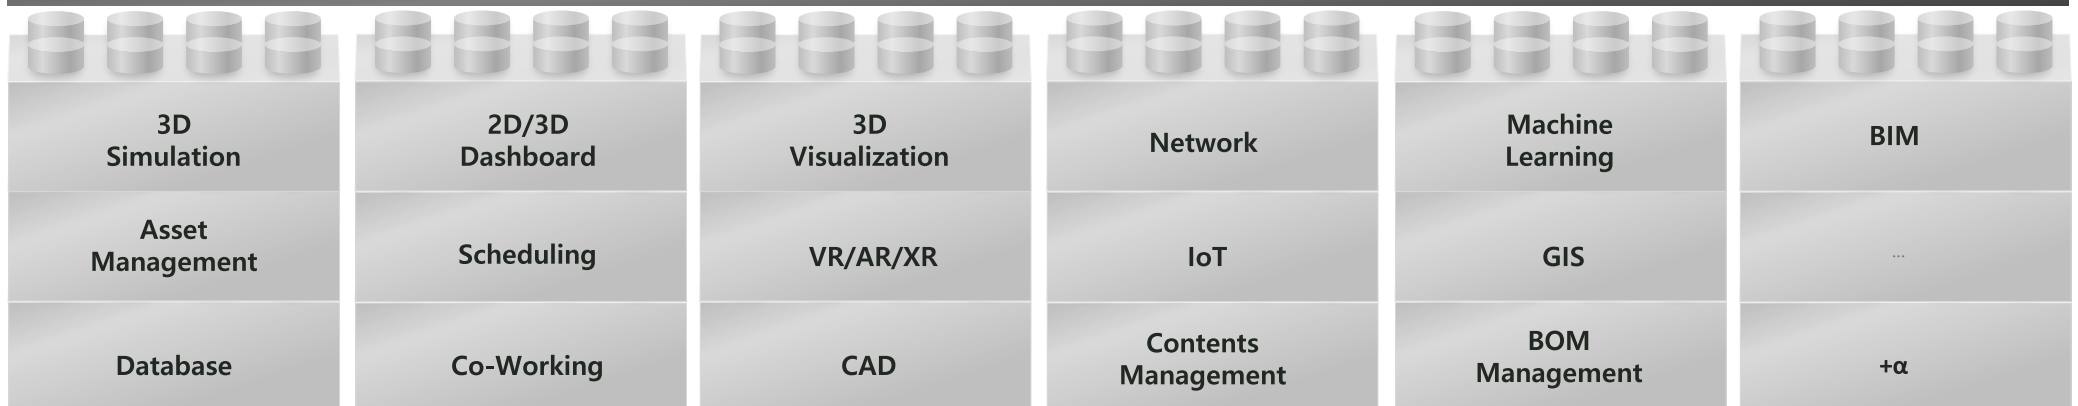 3D
Simulation
2D/3D
Dashboard
3D
Visualization
Network
Machine
Learning
BIM
Asset
Management
Scheduling
VR/AR/XR
IoT
GIS
...
Database
Co-Working
CAD
Contents
Management
BOM
Management
+α